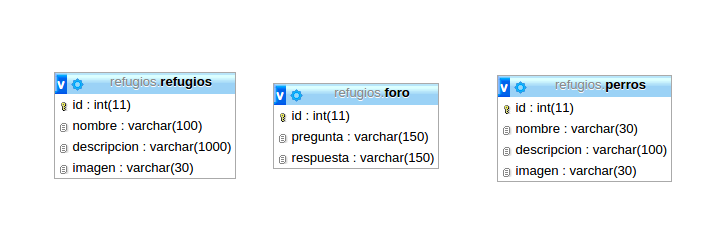 refugios.refugios
id : int(11)
nombre : varchar(100)
descripcion : varchar(1000)
imagen : varchar(30)
refugios.foro
id : int(11)
pregunta : varchar(150)
respuesta : varchar(150)
refugios.perros
id : int(11)
nombre : varchar(30)
descripcion : varchar(100)
imagen : varchar(30)